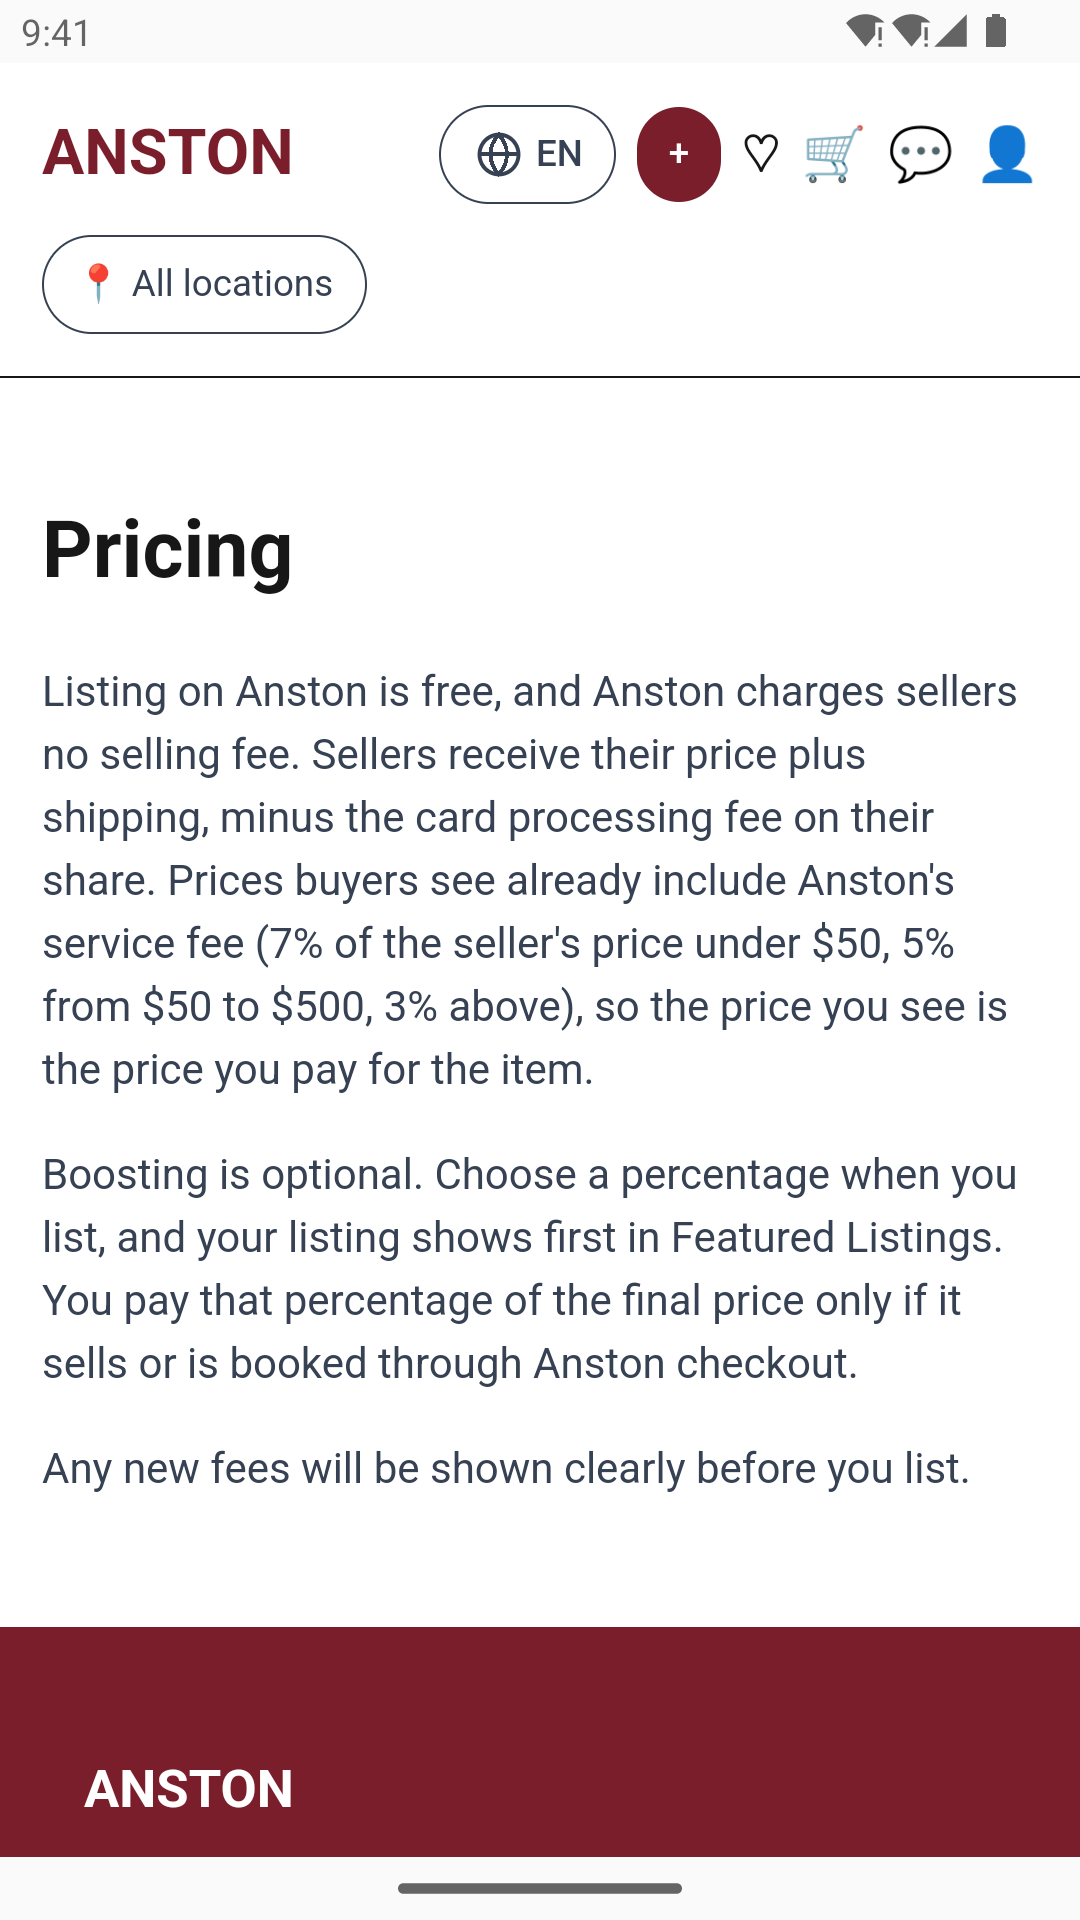 9:41
ANSTON
EN
+
All locations
Pricing
Listing on Anston is free, and Anston charges sellers
no selling fee. Sellers receive their price plus
shipping, minus the card processing fee on their
share. Prices buyers see already include Anston's
service fee (7% of the seller's price under $50, 5%
from $50 to $500, 3% above), so the price you see is
the price you pay for the item.
Boosting is optional. Choose a percentage when you
list, and your listing shows first in Featured Listings.
You pay that percentage of the final price only if it
sells or is booked through Anston checkout.
Any new fees will be shown clearly before you list.
ANSTON